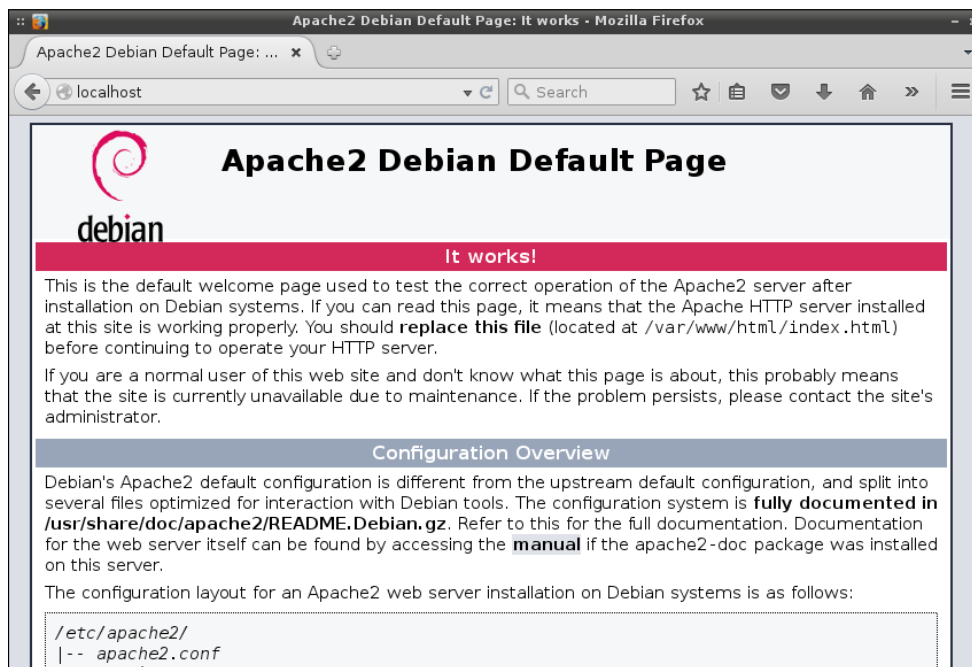 Apache2 Debian Default Page: It works - Mozilla Firefox
Apache2 Debian Default Page: ...
localhost
Search
debian
Apache2 Debian Default Page
It works!
This is the default welcome page used to test the correct operation of the Apache2 server after
installation on Debian systems. If you can read this page, it means that the Apache HTTP server installed
at this site is working properly. You should replace this file (located at /var/www/html/index.html)
before continuing to operate your HTTP server.
If you are a normal user of this web site and don't know what this page is about, this probably means
that the site is currently unavailable due to maintenance. If the problem persists, please contact the site's
administrator.
Configuration Overview
Debian's Apache2 default configuration is different from the upstream default configuration, and split into
several files optimized for interaction with Debian tools. The configuration system is fully documented in
/usr/share/doc/apache2/README.Debian.gz. Refer to this for the full documentation. Documentation
for the web server itself can be found by accessing the manual if the apache2-doc package was installed
on this server.
The configuration layout for an Apache2 web server installation on Debian systems is as follows:
/etc/apache2/
|-- apache2.conf